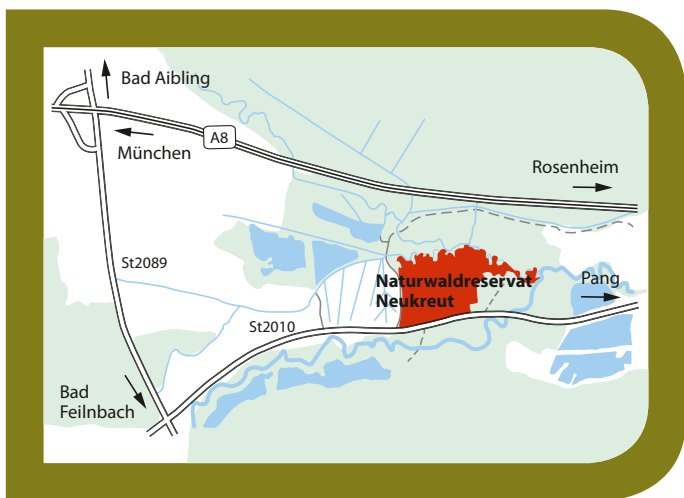 Bad Aibling
A8
München
Rosenheim
St2089
Naturwaldreservat
Neukreut
Pang
St2010
Bad
Feilnbach